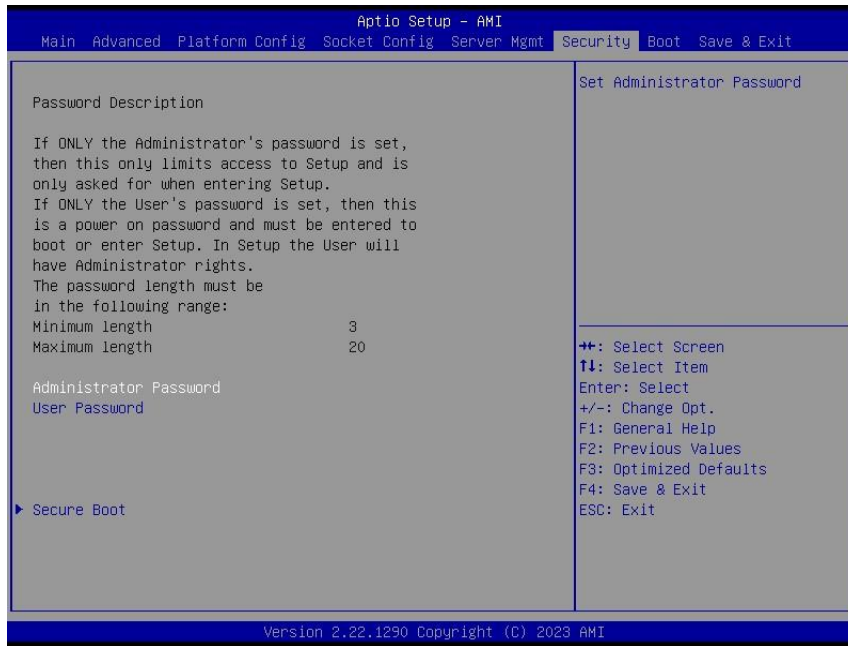 Aptio Setup - AMI
Main Advanced Platform Config Socket Config Server Mgmt Security Boot Save & Exit
Password Description
If ONLY the Administrator's password is set,
then this only limits access to Setup and is
only asked for when entering Setup.
If ONLY the User's password is set, then this
is a power on password and must be entered to
boot or enter Setup. In Setup the User will
have Administrator rights.
The password length must be
in the following range:
Minimum length 3
Maximum length 20
Administrator Password
User Password
▶ Secure Boot
Set Administrator Password
→←: Select Screen
↑↓: Select Item
Enter: Select
+/-: Change Opt.
F1: General Help
F2: Previous Values
F3: Optimized Defaults
F4: Save & Exit
ESC: Exit
Version 2.22.1290 Copyright (C) 2023 AMI